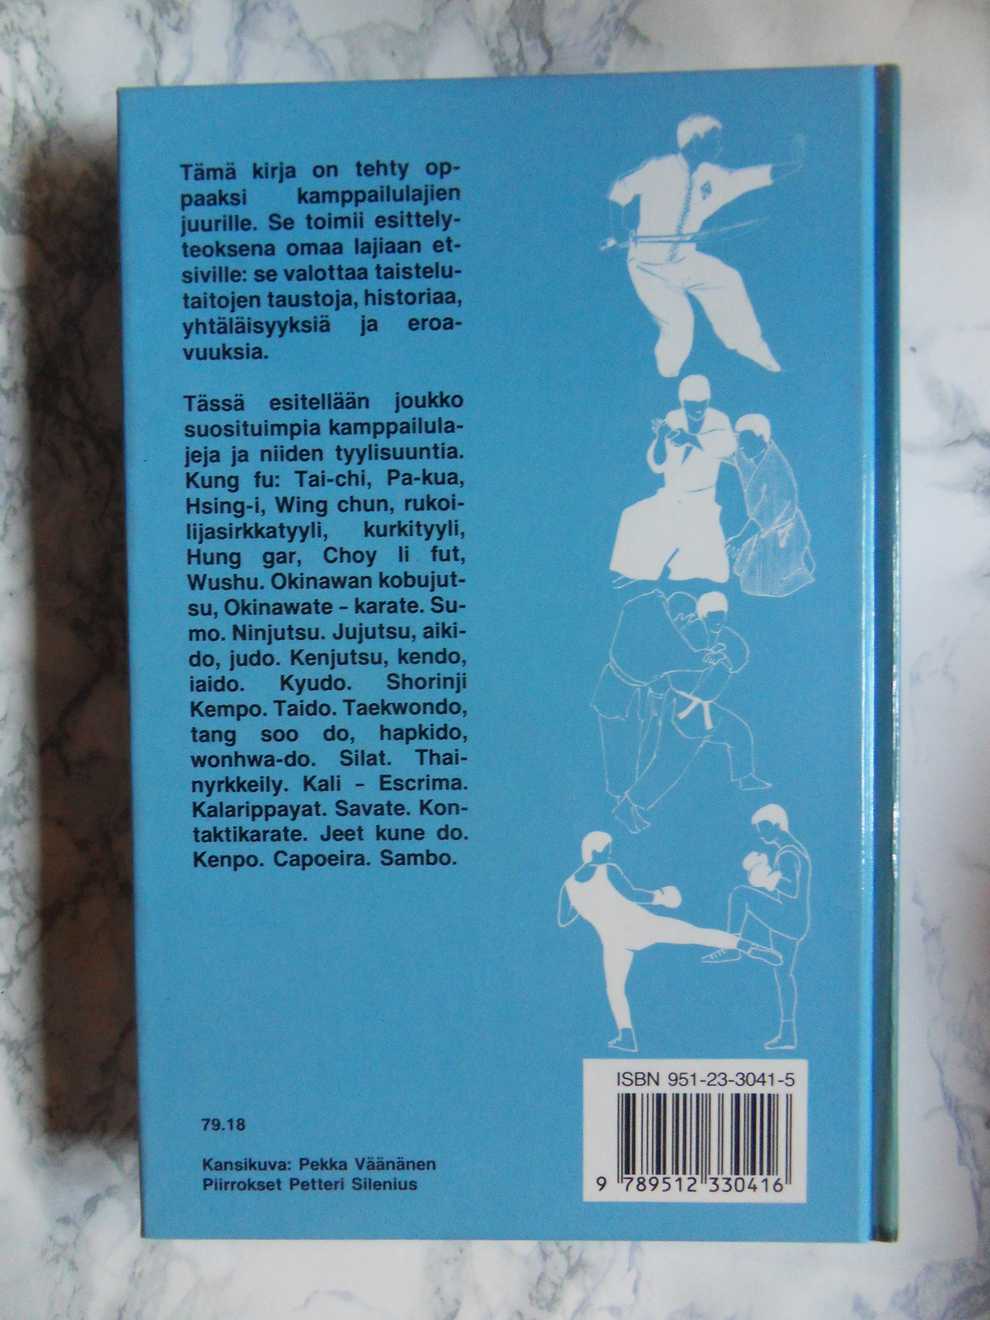 Tämä kirja on tehty op-
paaksi kamppailulajien
juurille. Se toimii esittely-
teoksena omaa lajiaan et-
siville: se valottaa taistelu-
taitojen taustoja, historiaa,
yhtäläisyyksiä ja eroa-
vuuksia.
Tässä esitellään joukko
suosituimpia kamppailula-
jeja ja niiden tyylisuuntia.
Kung fu: Tai-chi, Pa-kua,
Hsing-i, Wing chun, rukoi-
lijasirkkatyyli, kurkityyli,
Hung gar, Choy li fut,
Wushu. Okinawan kobujut-
su, Okinawate – karate. Su-
mo. Ninjutsu. Jujutsu, aiki-
do, judo. Kenjutsu, kendo,
iaido. Kyudo. Shorinji
Kempo. Taido. Taekwondo,
tang soo do, hapkido,
wonhwa-do. Silat. Thai-
nyrkkeily. Kali – Escrima.
Kalarippayat. Savate. Kon-
taktikarate. Jeet kune do.
Kenpo. Capoeira. Sambo.
79.18
Kansikuva: Pekka Väänänen
Piirrokset Petteri Silenius
ISBN 951-23-3041-5
9 789512 330416